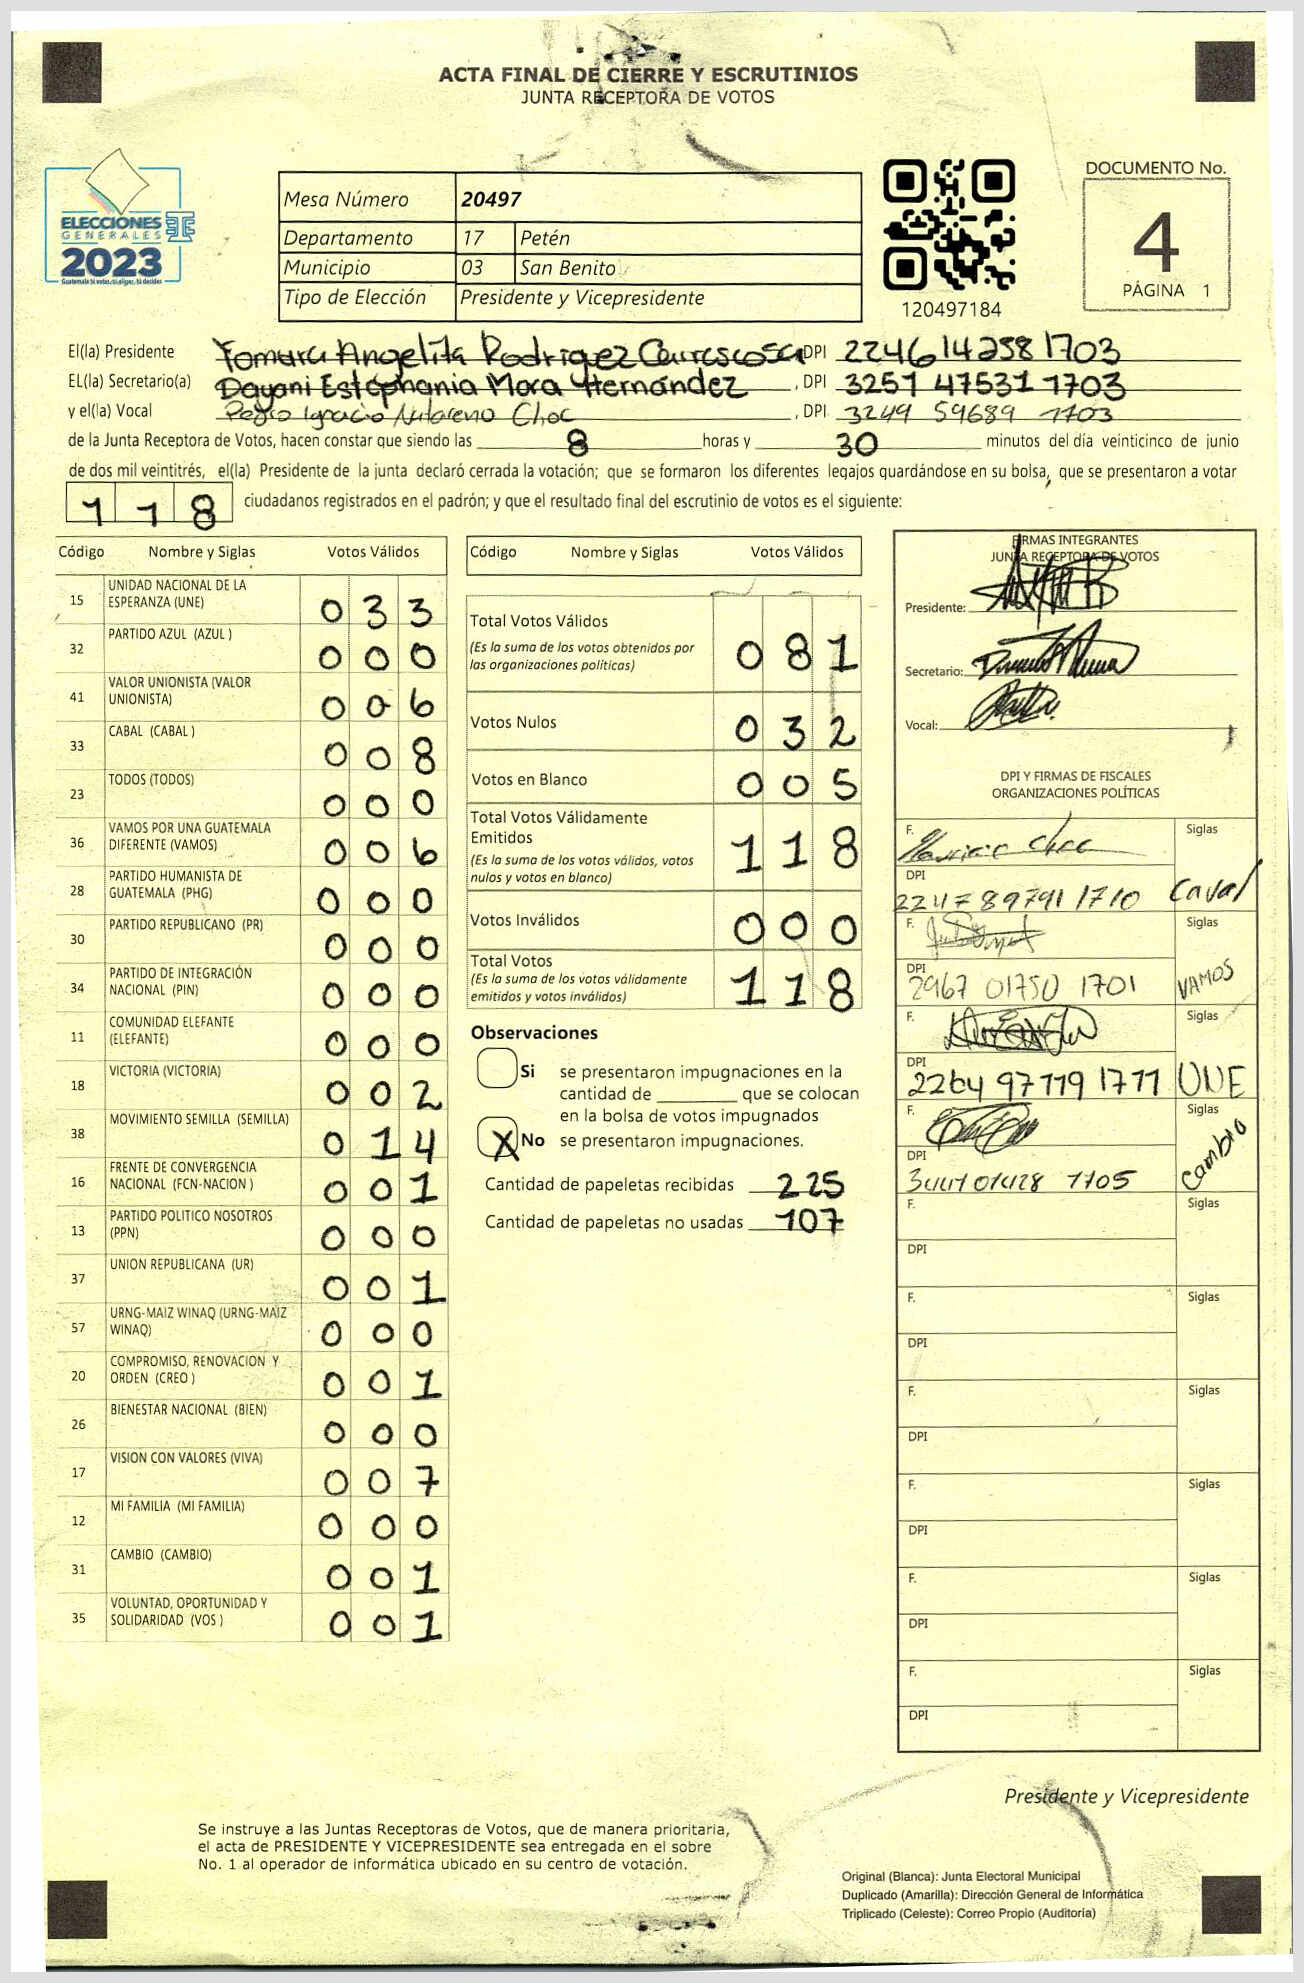 ACTA FINAL DE CIERRE Y ESCRUTINIOS
JUNTA RECEPTORA DE VOTOS
ELECCIONES
GENERALES
2023
Guatemala tú votas, tú eliges, tú decides
Mesa Número 20497
Departamento 17 Petén
Municipio 03 San Benito
Tipo de Elección Presidente y Vicepresidente
120497184
DOCUMENTO No.
4
PÁGINA 1
El(la) Presidente Angelita Rodriguez DPI 2246142581703
EL(la) Secretario(a) Dayani Estephania Mora Hernández, DPI 3251 47531 1703
y el(la) Vocal Pedro Ignacio Choc, DPI 3249 59689 1703
de la Junta Receptora de Votos, hacen constar que siendo las 8 horas y 30 minutos del día veinticinco de junio
de dos mil veintitrés, el(la) Presidente de la junta declaró cerrada la votación; que se formaron los diferentes legajos guardándose en su bolsa, que se presentaron a votar
118 ciudadanos registrados en el padrón; y que el resultado final del escrutinio de votos es el siguiente:
Código Nombre y Siglas Votos Válidos
15 UNIDAD NACIONAL DE LA ESPERANZA (UNE) 033
32 PARTIDO AZUL (AZUL ) 000
41 VALOR UNIONISTA (VALOR UNIONISTA) 006
33 CABAL (CABAL ) 008
23 TODOS (TODOS) 000
36 VAMOS POR UNA GUATEMALA DIFERENTE (VAMOS) 006
28 PARTIDO HUMANISTA DE GUATEMALA (PHG) 000
30 PARTIDO REPUBLICANO (PR) 000
34 PARTIDO DE INTEGRACIÓN NACIONAL (PIN) 000
11 COMUNIDAD ELEFANTE (ELEFANTE) 000
18 VICTORIA (VICTORIA) 002
38 MOVIMIENTO SEMILLA (SEMILLA) 014
16 FRENTE DE CONVERGENCIA NACIONAL (FCN-NACION ) 001
13 PARTIDO POLITICO NOSOTROS (PPN) 000
37 UNION REPUBLICANA (UR) 001
57 URNG-MAIZ WINAQ (URNG-MAIZ WINAQ) 000
20 COMPROMISO, RENOVACION Y ORDEN (CREO ) 001
26 BIENESTAR NACIONAL (BIEN) 000
17 VISION CON VALORES (VIVA) 007
12 MI FAMILIA (MI FAMILIA) 000
31 CAMBIO (CAMBIO) 001
35 VOLUNTAD, OPORTUNIDAD Y SOLIDARIDAD (VOS ) 001
Código Nombre y Siglas Votos Válidos
Total Votos Válidos 081
(Es la suma de los votos obtenidos por
las organizaciones políticas)
Votos Nulos 032
Votos en Blanco 005
Total Votos Válidamente
Emitidos 118
(Es la suma de los votos válidos, votos
nulos y votos en blanco)
Votos Inválidos 000
Total Votos 118
(Es la suma de los votos válidamente
emitidos y votos inválidos)
Observaciones
Si se presentaron impugnaciones en la
cantidad de ________ que se colocan
en la bolsa de votos impugnados
X No se presentaron impugnaciones.
Cantidad de papeletas recibidas 225
Cantidad de papeletas no usadas 107
FIRMAS INTEGRANTES
JUNTA RECEPTORA DE VOTOS
Presidente:
Secretario:
Vocal:
DPI Y FIRMAS DE FISCALES
ORGANIZACIONES POLÍTICAS
F. Siglas
DPI
2247 89791 1710 Caval
F. Siglas
DPI
2967 01750 1701 VAMOS
F. Siglas
DPI
2264 97119 1711 UNE
F. Siglas
DPI
1705 Cambio
F. Siglas
DPI
F. Siglas
DPI
F. Siglas
DPI
F. Siglas
DPI
F. Siglas
DPI
F. Siglas
DPI
Presidente y Vicepresidente
Se instruye a las Juntas Receptoras de Votos, que de manera prioritaria,
el acta de PRESIDENTE Y VICEPRESIDENTE sea entregada en el sobre
No. 1 al operador de informática ubicado en su centro de votación.
Original (Blanca): Junta Electoral Municipal
Duplicado (Amarilla): Dirección General de Informática
Triplicado (Celeste): Correo Propio (Auditoria)